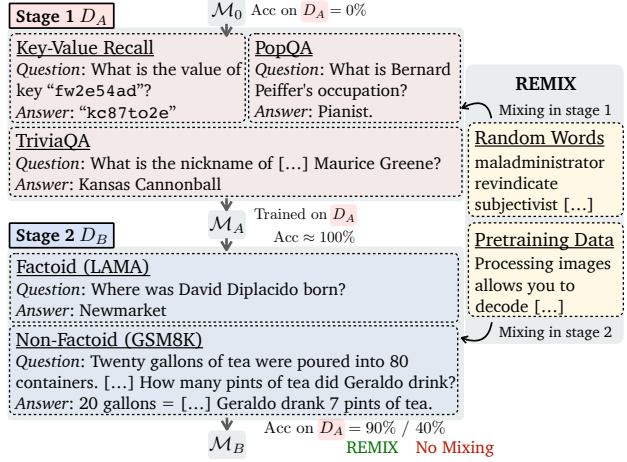 M₀ Acc on D_A = 0%
Stage 1 D_A
Key-Value Recall
Question: What is the value of
key “fw2e54ad”?
Answer: “kc87to2e”
PopQA
Question: What is Bernard
Peiffer's occupation?
Answer: Pianist.
TriviaQA
Question: What is the nickname of [...] Maurice Greene?
Answer: Kansas Cannonball
M_A
Trained on D_A
Acc ≈ 100%
Stage 2 D_B
Factoid (LAMA)
Question: Where was David Diplacido born?
Answer: Newmarket
Non-Factoid (GSM8K)
Question: Twenty gallons of tea were poured into 80
containers. [...] How many pints of tea did Geraldo drink?
Answer: 20 gallons = [...] Geraldo drank 7 pints of tea.
M_B
Acc on D_A = 90% / 40%
REMIX No Mixing
REMIX
Mixing in stage 1
Random Words
maladministrator
revindicate
subjectivist [...]
Pretraining Data
Processing images
allows you to
decode [...]
Mixing in stage 2